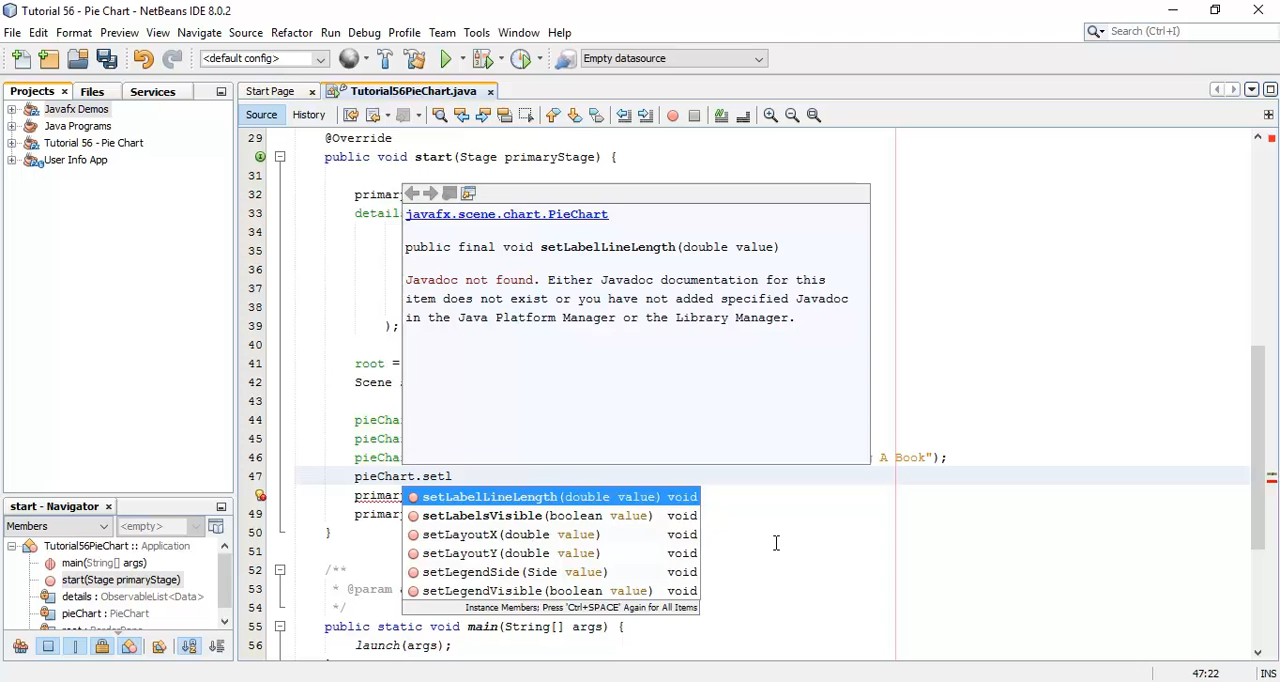 Tutorial 56 - Pie Chart - NetBeans IDE 8.0.2
File Edit Format Preview View Navigate Source Refactor Run Debug Profile Team Tools Window Help
Search (Ctrl+I)
<default config>
Empty datasource
Projects Files Services
Start Page Tutorial56PieChart.java
Source History
Javafx Demos
Java Programs
Tutorial 56 - Pie Chart
User Info App
29 @Override
public void start(Stage primaryStage) {
31
32 primar
33 detail
34
35
36
37
38
39 );
40
41 root =
42 Scene
43
44 pieCha
45 pieCha
46 pieCha A Book");
47 pieChart.setl
primar
49 primar
50 }
51
52 /**
53 * @param
54 */
55 public static void main(String[] args) {
56 launch(args);
javafx.scene.chart.PieChart
public final void setLabelLineLength(double value)
Javadoc not found. Either Javadoc documentation for this
item does not exist or you have not added specified Javadoc
in the Java Platform Manager or the Library Manager.
setLabelLineLength(double value) void
setLabelsVisible(boolean value) void
setLayoutX(double value) void
setLayoutY(double value) void
setLegendSide(Side value) void
setLegendVisible(boolean value) void
Instance Members; Press 'Ctrl+SPACE' Again for All Items
start - Navigator
Members <empty>
Tutorial56PieChart :: Application
main(String[] args)
start(Stage primaryStage)
details : ObservableList<Data>
pieChart : PieChart
47:22 INS